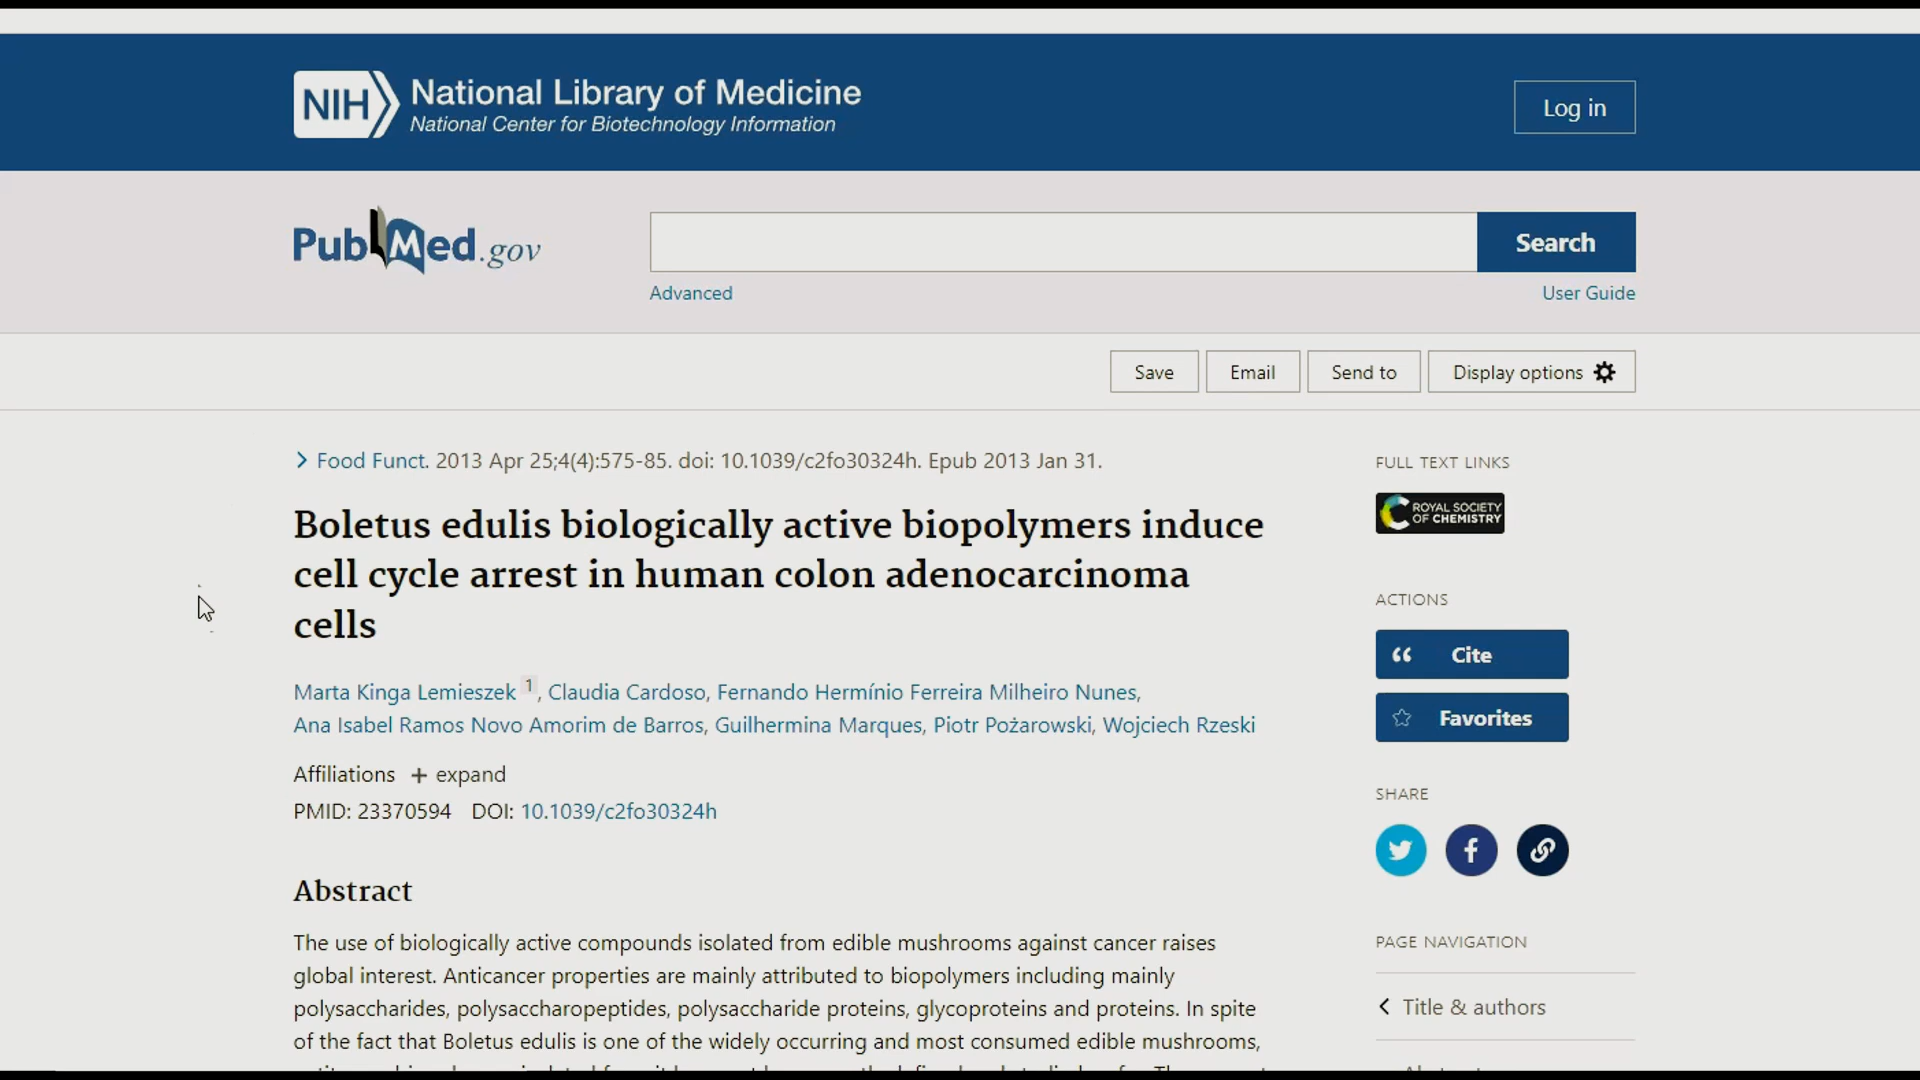 NIH National Library of Medicine
National Center for Biotechnology Information
Log in
PubMed.gov
Search
Advanced
User Guide
Save
Email
Send to
Display options
Food Funct. 2013 Apr 25;4(4):575-85. doi: 10.1039/c2fo30324h. Epub 2013 Jan 31.
Boletus edulis biologically active biopolymers induce
cell cycle arrest in human colon adenocarcinoma
cells
Marta Kinga Lemieszek 1, Claudia Cardoso, Fernando Hermínio Ferreira Milheiro Nunes,
Ana Isabel Ramos Novo Amorim de Barros, Guilhermina Marques, Piotr Pożarowski, Wojciech Rzeski
Affiliations + expand
PMID: 23370594 DOI: 10.1039/c2fo30324h
Abstract
The use of biologically active compounds isolated from edible mushrooms against cancer raises
global interest. Anticancer properties are mainly attributed to biopolymers including mainly
polysaccharides, polysaccharopeptides, polysaccharide proteins, glycoproteins and proteins. In spite
of the fact that Boletus edulis is one of the widely occurring and most consumed edible mushrooms,
FULL TEXT LINKS
ROYAL SOCIETY
OF CHEMISTRY
ACTIONS
Cite
Favorites
SHARE
PAGE NAVIGATION
Title & authors